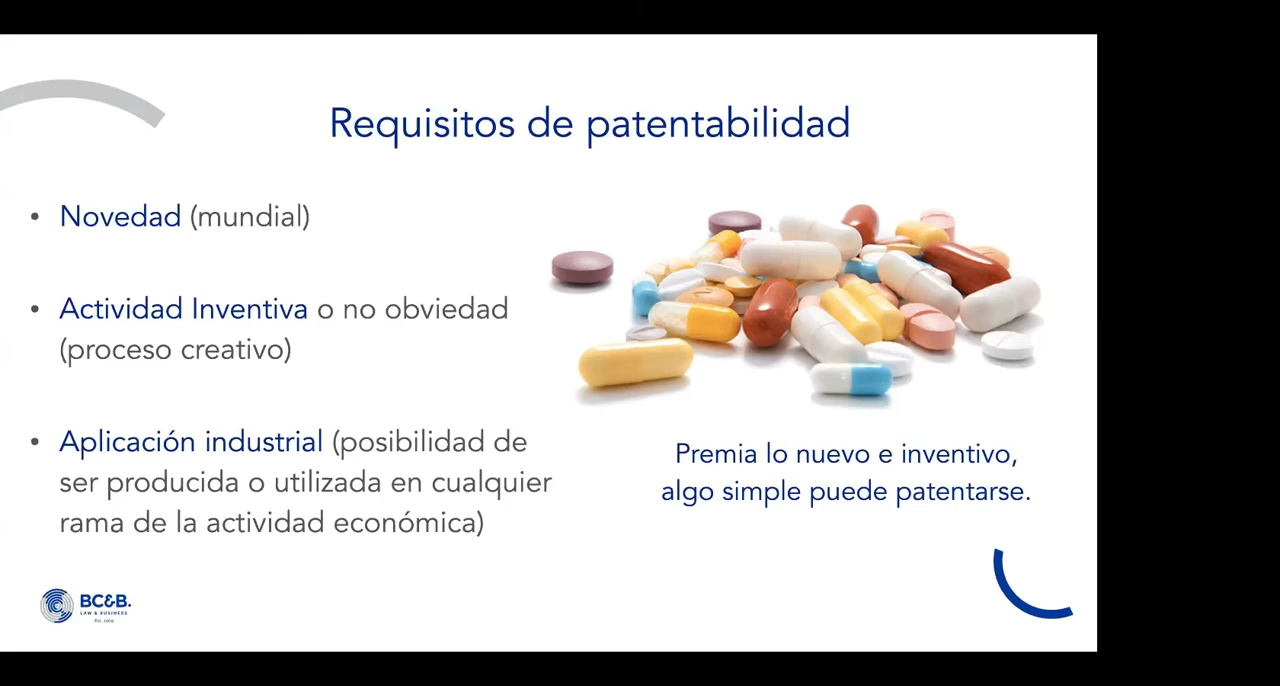 Requisitos de patentabilidad
• Novedad (mundial)
• Actividad Inventiva o no obviedad
(proceso creativo)
• Aplicación industrial (posibilidad de
ser producida o utilizada en cualquier
rama de la actividad económica)
Premia lo nuevo e inventivo,
algo simple puede patentarse.
BC&B.
LAW & BUSINESS